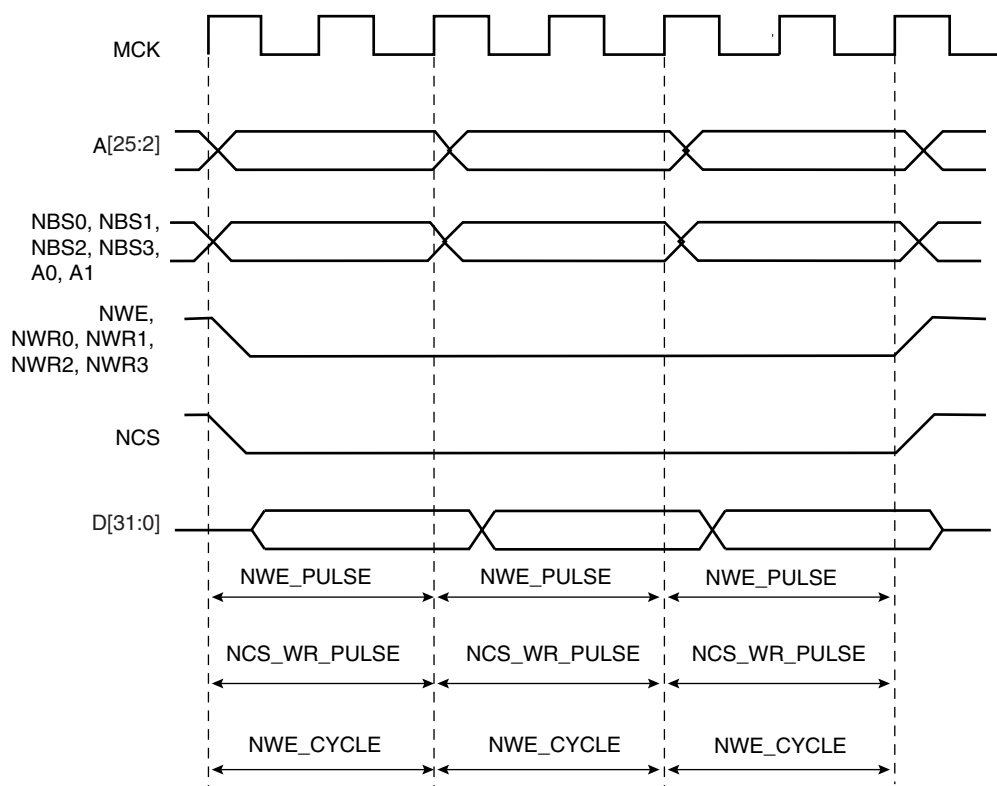 MCK
A[25:2]
NBS0, NBS1,
NBS2, NBS3,
A0, A1
NWE,
NWR0, NWR1,
NWR2, NWR3
NCS
D[31:0]
NWE_PULSE NWE_PULSE NWE_PULSE
NCS_WR_PULSE NCS_WR_PULSE NCS_WR_PULSE
NWE_CYCLE NWE_CYCLE NWE_CYCLE